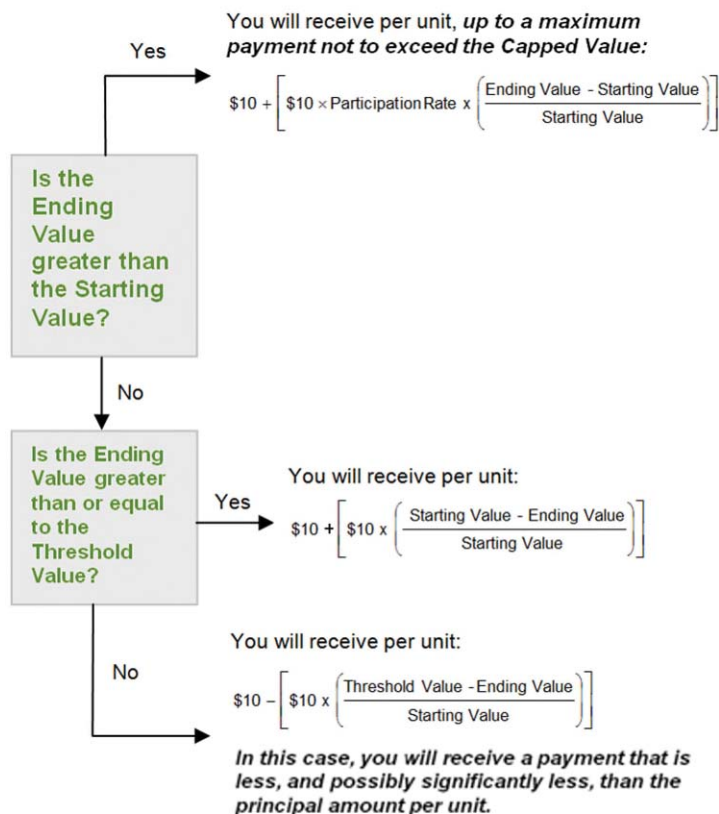 You will receive per unit, up to a maximum
payment not to exceed the Capped Value:
Yes
$10 + [ $10 × Participation Rate x ( Ending Value - Starting Value / Starting Value ) ]
Is the
Ending
Value
greater than
the Starting
Value?
No
Is the Ending
Value greater
than or equal
to the
Threshold
Value?
Yes
You will receive per unit:
$10 + [ $10 x ( Starting Value - Ending Value / Starting Value ) ]
No
You will receive per unit:
$10 – [ $10 x ( Threshold Value - Ending Value / Starting Value ) ]
In this case, you will receive a payment that is
less, and possibly significantly less, than the
principal amount per unit.